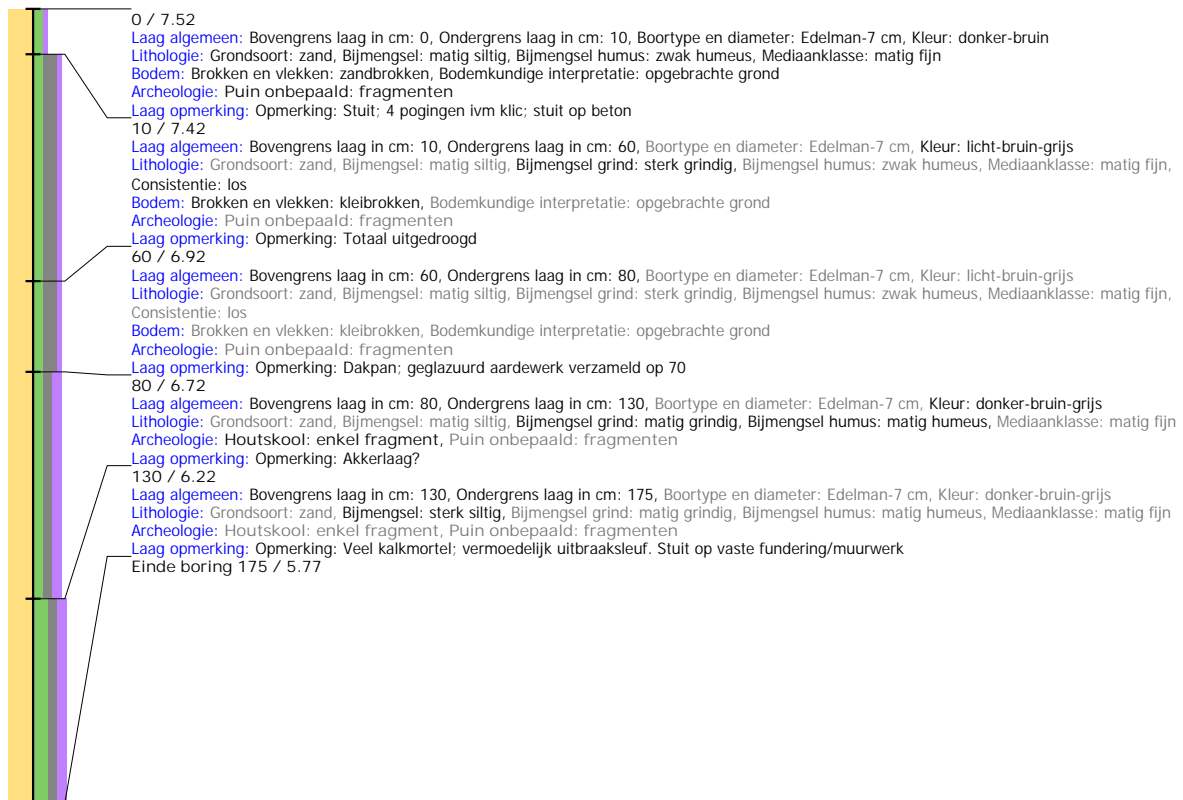 0 / 7.52
Laag algemeen: Bovengrens laag in cm: 0, Ondergrens laag in cm: 10, Boortype en diameter: Edelman-7 cm, Kleur: donker-bruin
Lithologie: Grondsoort: zand, Bijmengsel: matig siltig, Bijmengsel humus: zwak humeus, Mediaanklasse: matig fijn
Bodem: Brokken en vlekken: zandbrokken, Bodemkundige interpretatie: opgebrachte grond
Archeologie: Puin onbepaald: fragmenten
Laag opmerking: Opmerking: Stuit; 4 pogingen ivm klic; stuit op beton
10 / 7.42
Laag algemeen: Bovengrens laag in cm: 10, Ondergrens laag in cm: 60, Boortype en diameter: Edelman-7 cm, Kleur: licht-bruin-grijs
Lithologie: Grondsoort: zand, Bijmengsel: matig siltig, Bijmengsel grind: sterk grindig, Bijmengsel humus: zwak humeus, Mediaanklasse: matig fijn,
Consistentie: los
Bodem: Brokken en vlekken: kleibrokken, Bodemkundige interpretatie: opgebrachte grond
Archeologie: Puin onbepaald: fragmenten
Laag opmerking: Opmerking: Totaal uitgedroogd
60 / 6.92
Laag algemeen: Bovengrens laag in cm: 60, Ondergrens laag in cm: 80, Boortype en diameter: Edelman-7 cm, Kleur: licht-bruin-grijs
Lithologie: Grondsoort: zand, Bijmengsel: matig siltig, Bijmengsel grind: sterk grindig, Bijmengsel humus: zwak humeus, Mediaanklasse: matig fijn,
Consistentie: los
Bodem: Brokken en vlekken: kleibrokken, Bodemkundige interpretatie: opgebrachte grond
Archeologie: Puin onbepaald: fragmenten
Laag opmerking: Opmerking: Dakpan; geglazuurd aardewerk verzameld op 70
80 / 6.72
Laag algemeen: Bovengrens laag in cm: 80, Ondergrens laag in cm: 130, Boortype en diameter: Edelman-7 cm, Kleur: donker-bruin-grijs
Lithologie: Grondsoort: zand, Bijmengsel: matig siltig, Bijmengsel grind: matig grindig, Bijmengsel humus: matig humeus, Mediaanklasse: matig fijn
Archeologie: Houtskool: enkel fragment, Puin onbepaald: fragmenten
Laag opmerking: Opmerking: Akkerlaag?
130 / 6.22
Laag algemeen: Bovengrens laag in cm: 130, Ondergrens laag in cm: 175, Boortype en diameter: Edelman-7 cm, Kleur: donker-bruin-grijs
Lithologie: Grondsoort: zand, Bijmengsel: sterk siltig, Bijmengsel grind: matig grindig, Bijmengsel humus: matig humeus, Mediaanklasse: matig fijn
Archeologie: Houtskool: enkel fragment, Puin onbepaald: fragmenten
Laag opmerking: Opmerking: Veel kalkmortel; vermoedelijk uitbraaksleuf. Stuit op vaste fundering/muurwerk
Einde boring 175 / 5.77